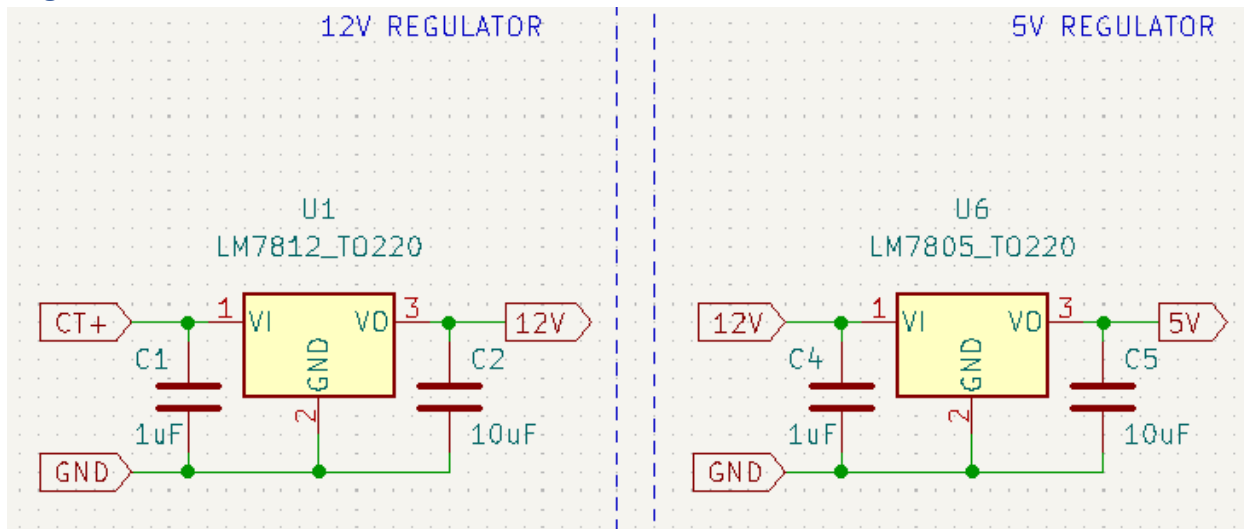 12V REGULATOR
U1
LM7812_TO220
CT+
1
VI
VO
3
12V
C1
C2
GND
2
1uF
10uF
GND
5V REGULATOR
U6
LM7805_TO220
12V
1
VI
VO
3
5V
C4
C5
GND
2
1uF
10uF
GND